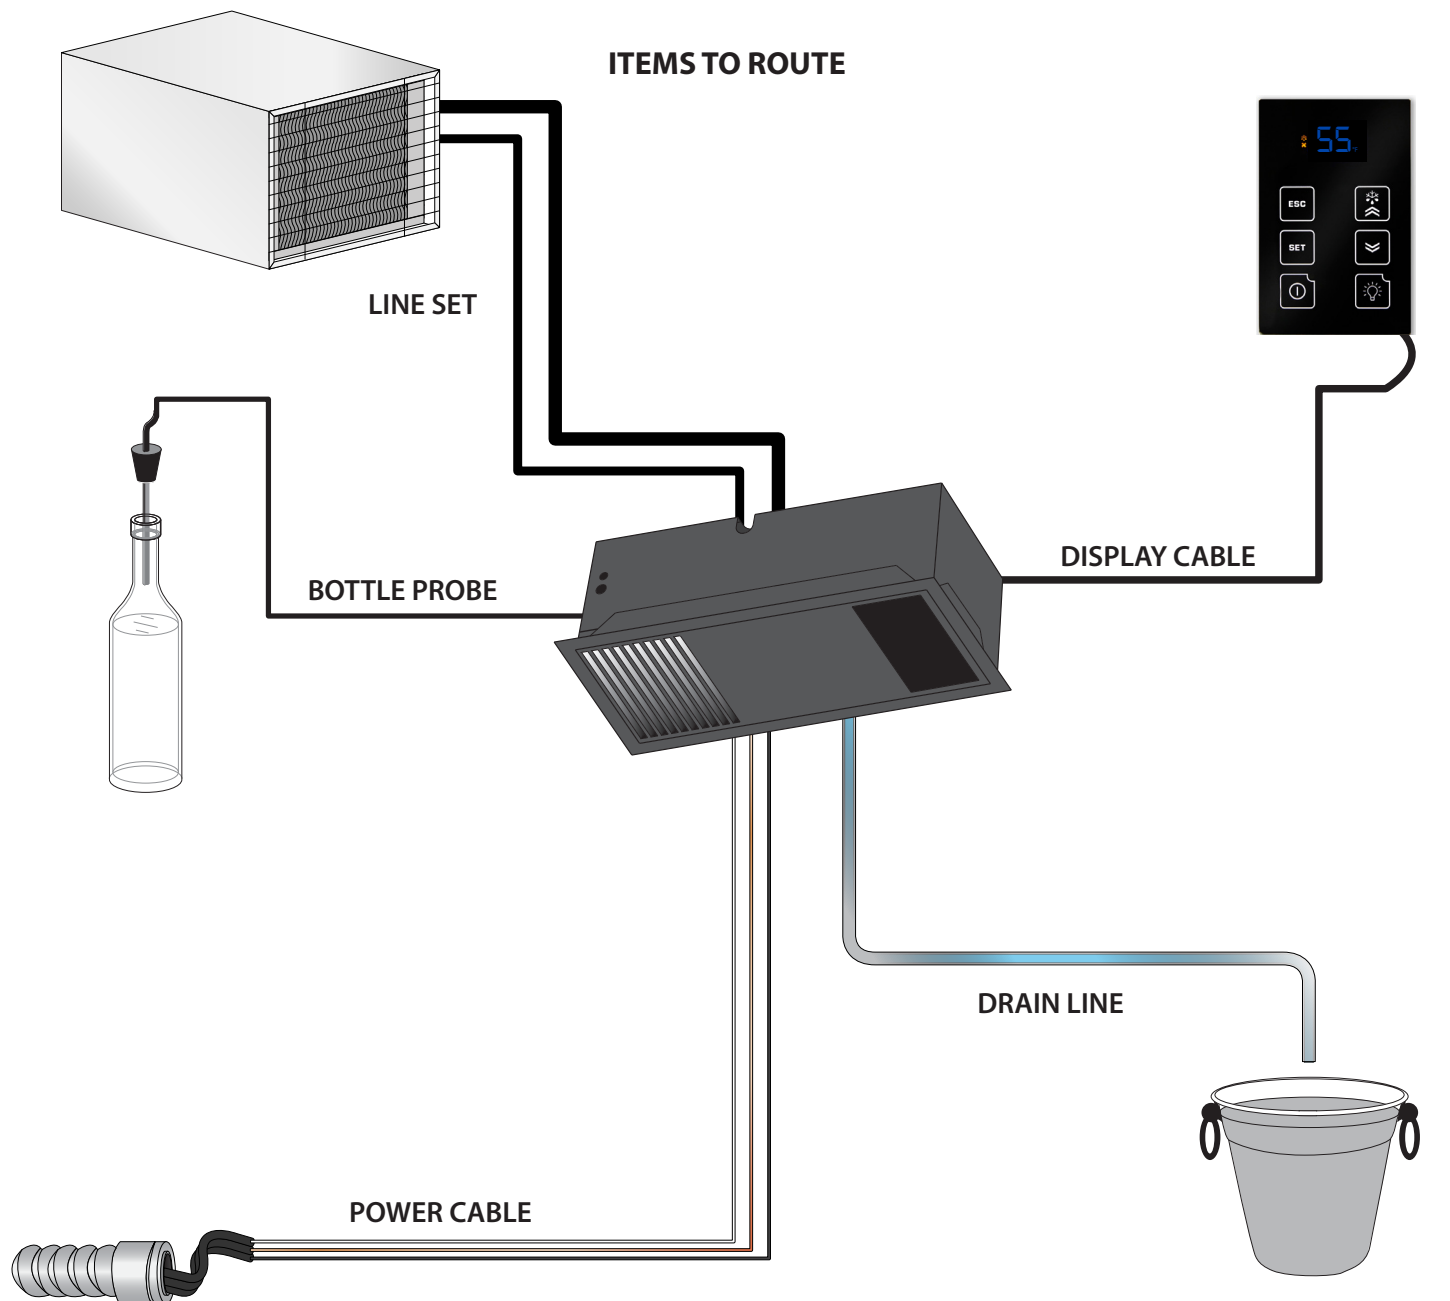 ITEMS TO ROUTE
55
ESC
SET
LINE SET
DISPLAY CABLE
BOTTLE PROBE
DRAIN LINE
POWER CABLE